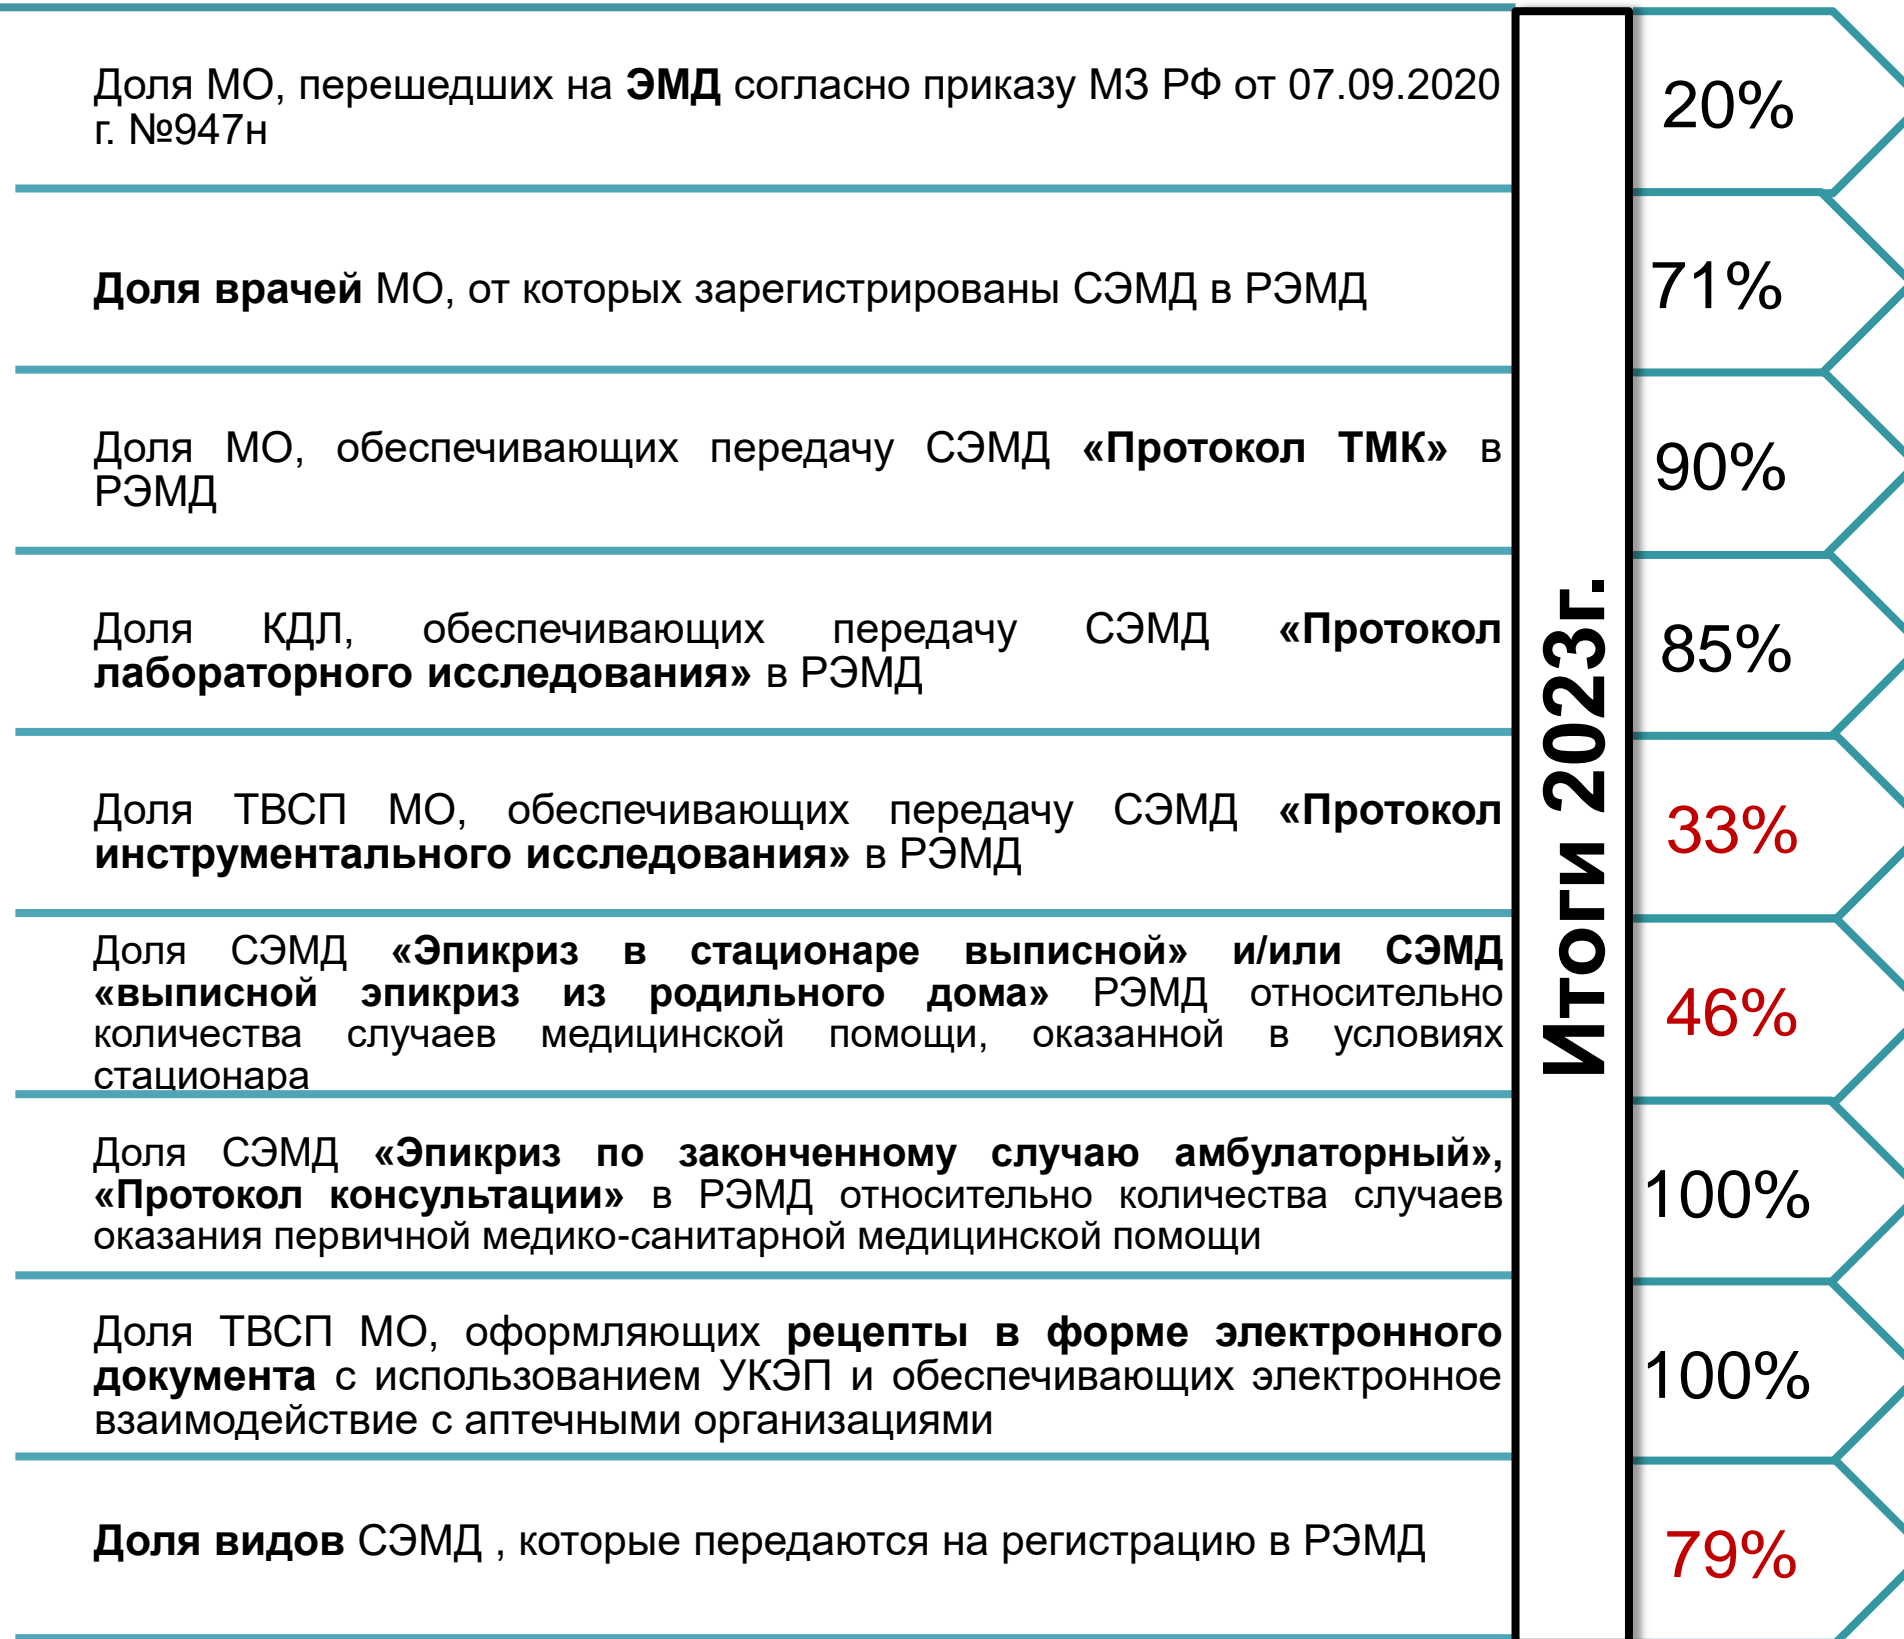 Доля МО, перешедших на ЭМД согласно приказу МЗ РФ от 07.09.2020
г. №947н
20%
Доля врачей МО, от которых зарегистрированы СЭМД в РЭМД
71%
Доля МО, обеспечивающих передачу СЭМД «Протокол ТМК» в
РЭМД
90%
Доля КДЛ, обеспечивающих передачу СЭМД «Протокол
лабораторного исследования» в РЭМД
85%
Доля ТВСП МО, обеспечивающих передачу СЭМД «Протокол
инструментального исследования» в РЭМД
33%
Доля СЭМД «Эпикриз в стационаре выписной» и/или СЭМД
«выписной эпикриз из родильного дома» РЭМД относительно
количества случаев медицинской помощи, оказанной в условиях
стационара
46%
Доля СЭМД «Эпикриз по законченному случаю амбулаторный»,
«Протокол консультации» в РЭМД относительно количества случаев
оказания первичной медико-санитарной медицинской помощи
100%
Доля ТВСП МО, оформляющих рецепты в форме электронного
документа с использованием УКЭП и обеспечивающих электронное
взаимодействие с аптечными организациями
100%
Доля видов СЭМД , которые передаются на регистрацию в РЭМД
79%
Итоги 2023г.